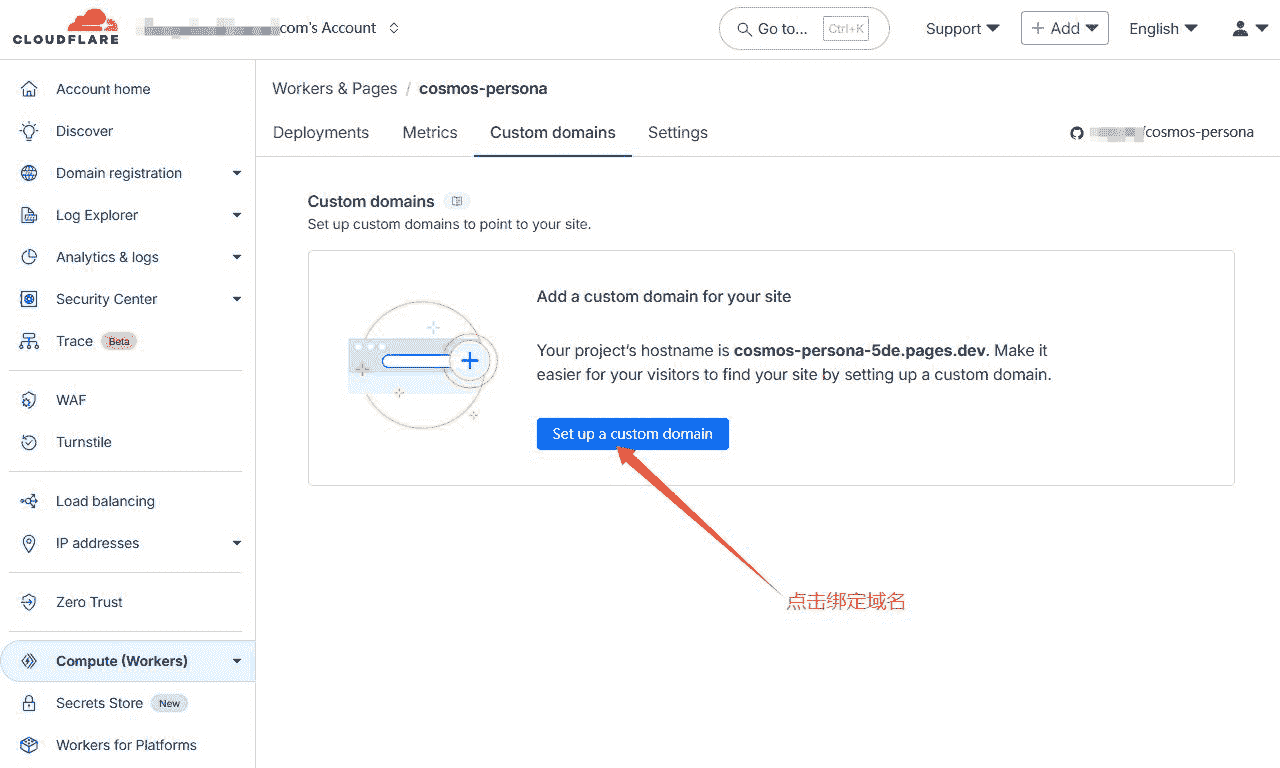 CLOUDFLARE
com's Account
Go to... Ctrl+K
Support
+ Add
English
Account home
Discover
Domain registration
Log Explorer
Analytics & logs
Security Center
Trace Beta
WAF
Turnstile
Load balancing
IP addresses
Zero Trust
Compute (Workers)
Secrets Store New
Workers for Platforms
Workers & Pages / cosmos-persona
Deployments Metrics Custom domains Settings
/cosmos-persona
Custom domains
Set up custom domains to point to your site.
Add a custom domain for your site
Your project's hostname is cosmos-persona-5de.pages.dev. Make it
easier for your visitors to find your site by setting up a custom domain.
Set up a custom domain
点击绑定域名